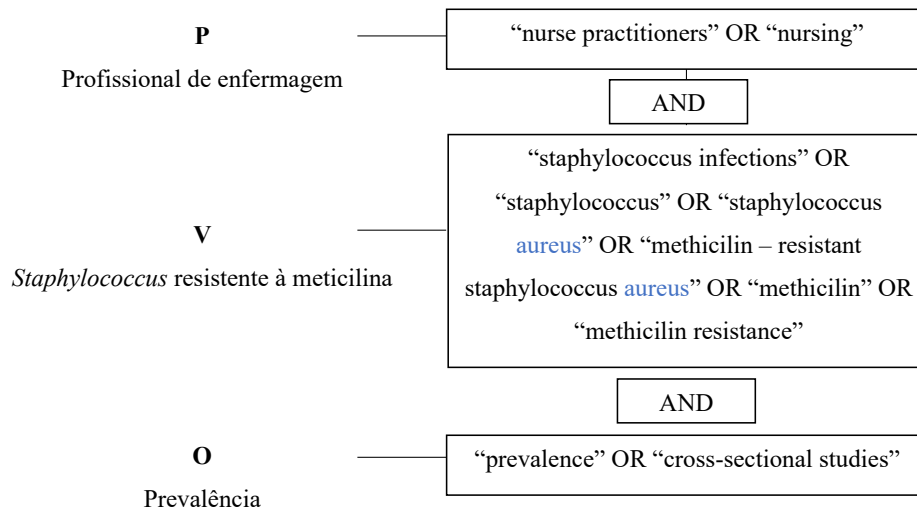 P
Profissional de enfermagem
“nurse practitioners” OR “nursing”
AND
V
Staphylococcus resistente à meticilina
“staphylococcus infections” OR
“staphylococcus” OR “staphylococcus
aureus” OR “methicilin – resistant
staphylococcus aureus” OR “methicilin” OR
“methicilin resistance”
AND
O
Prevalência
“prevalence” OR “cross-sectional studies”